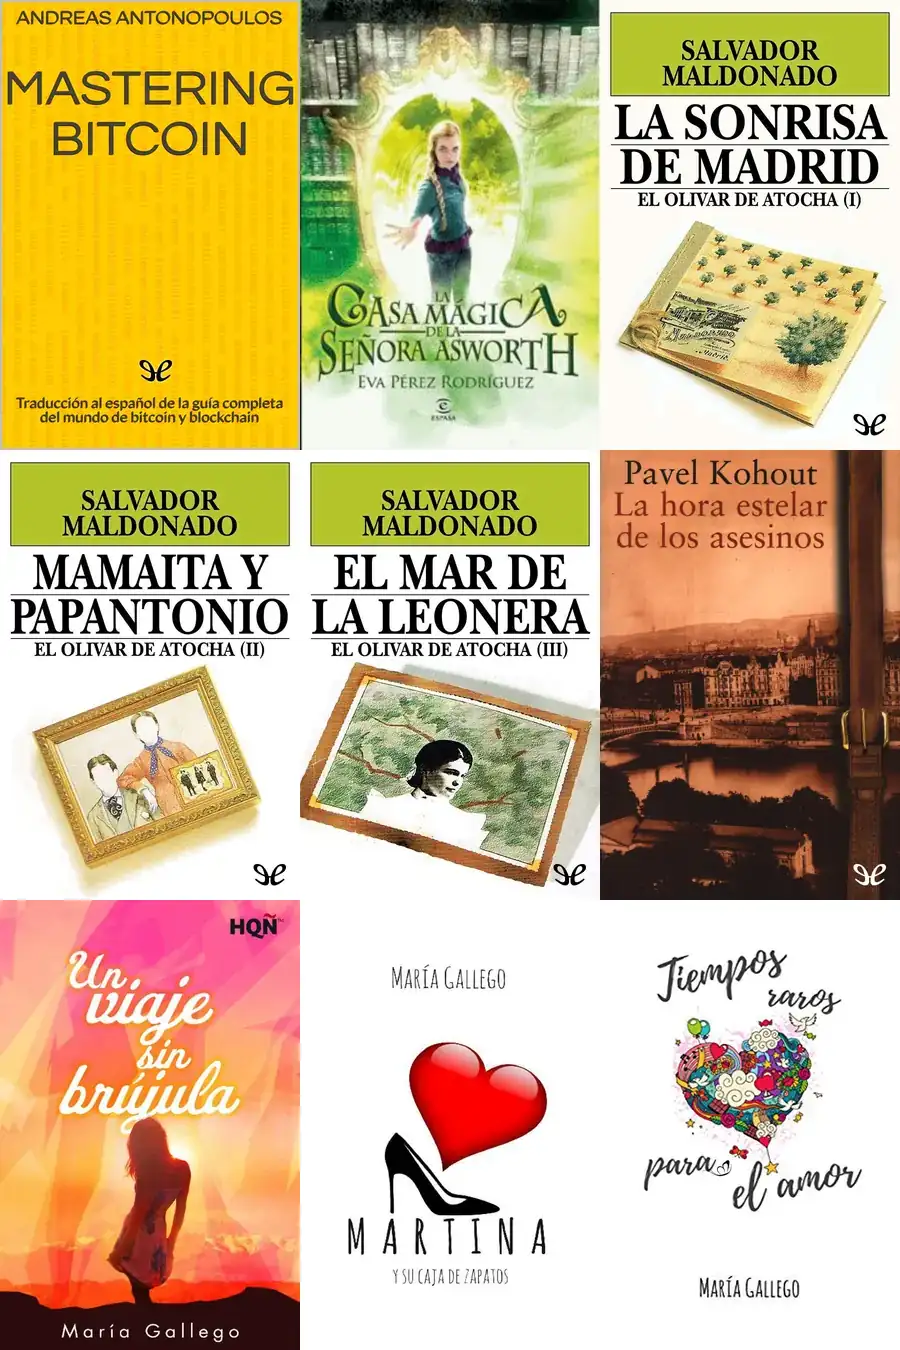 ANDREAS ANTONOPOULOS
MASTERING
BITCOIN
Traducción al español de la guía completa
del mundo de bitcoin y blockchain
LA
CASA MÁGICA
DE LA
SEÑORA ASWORTH
EVA PÉREZ RODRÍGUEZ
ESPASA
SALVADOR
MALDONADO
LA SONRISA
DE MADRID
EL OLIVAR DE ATOCHA (I)
Madrid
SALVADOR
MALDONADO
MAMAITA Y
PAPANTONIO
EL OLIVAR DE ATOCHA (II)
SALVADOR
MALDONADO
EL MAR DE
LA LEONERA
EL OLIVAR DE ATOCHA (III)
Pavel Kohout
La hora estelar
de los asesinos
HQÑ
Un
viaje
sin
brújula
María Gallego
MARÍA GALLEGO
MARTINA
Y SU CAJA DE ZAPATOS
Tiempos
raros
para
el amor
MARÍA GALLEGO